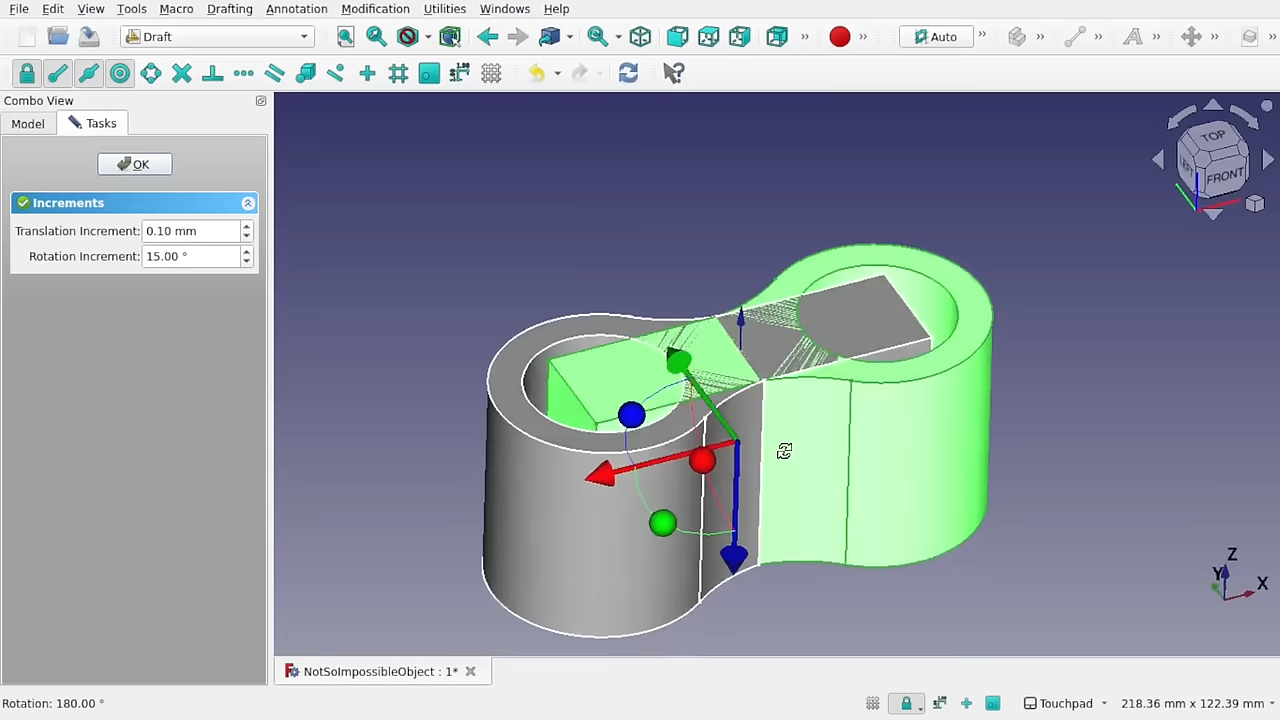 File Edit View Tools Macro Drafting Annotation Modification Utilities Windows Help
Draft
Auto
Combo View
Model
Tasks
OK
Increments
Translation Increment: 0.10 mm
Rotation Increment: 15.00 °
TOP
FRONT
LEFT
Z
Y
X
NotSoImpossibleObject : 1*
Rotation: 180.00 °
Touchpad
218.36 mm x 122.39 mm